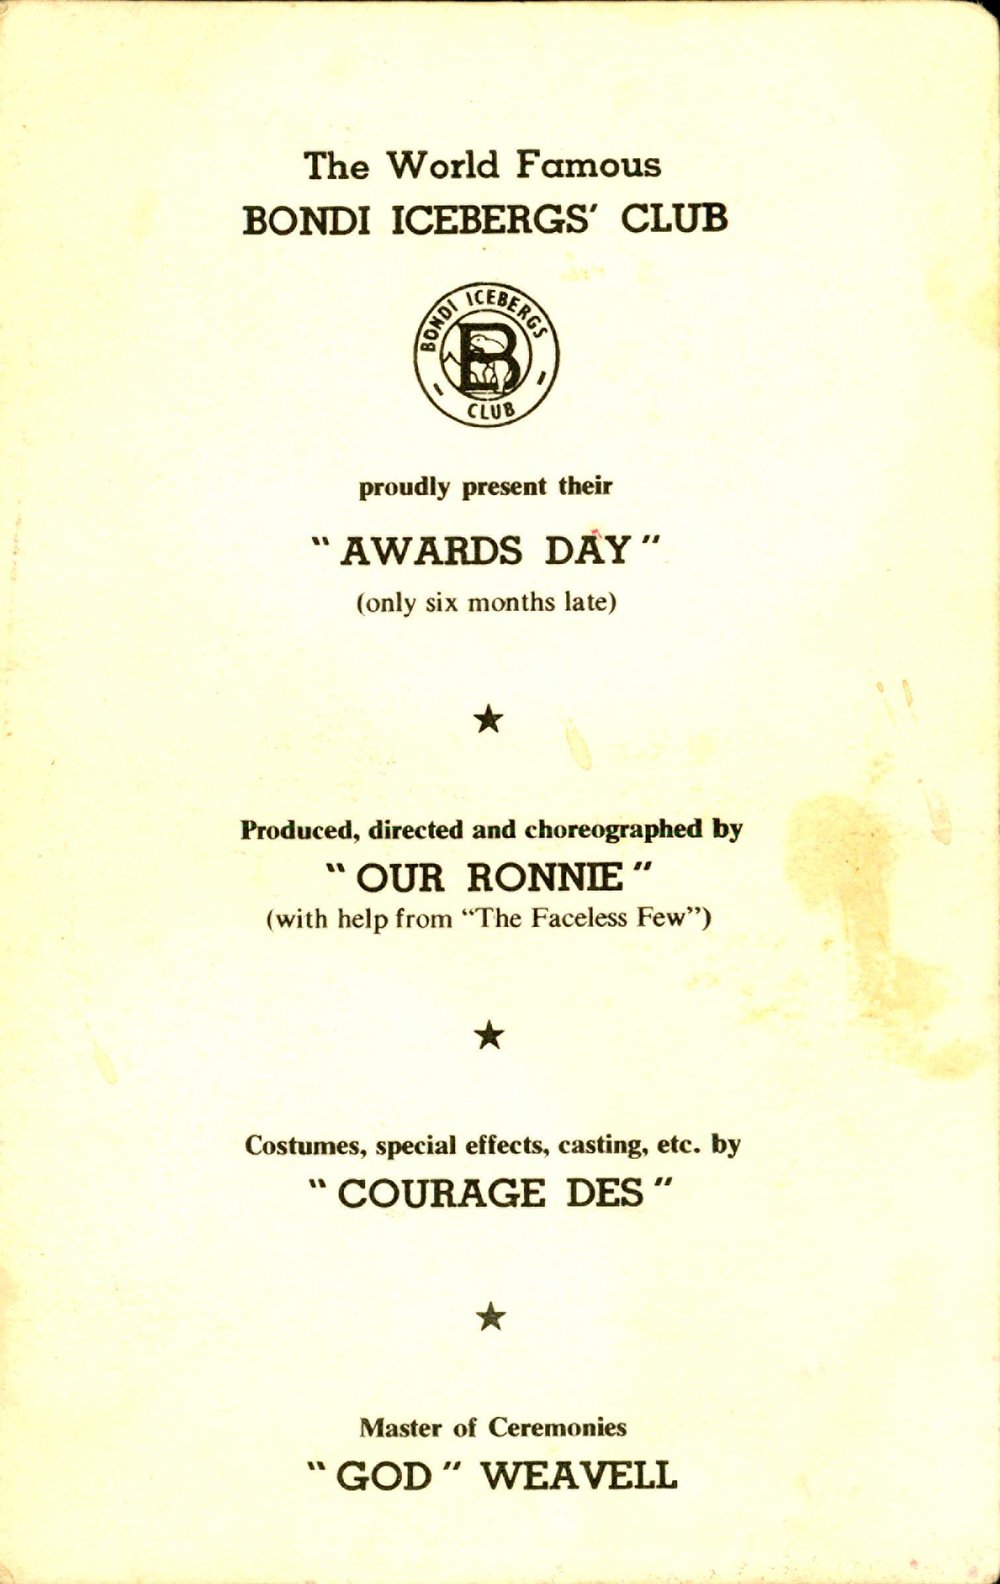 The World Famous
BONDI ICEBERGS' CLUB
BONDI ICEBERGS
B
- CLUB -
proudly present their
"AWARDS DAY"
(only six months late)
★
Produced, directed and choreographed by
"OUR RONNIE"
(with help from "The Faceless Few")
★
Costumes, special effects, casting, etc. by
"COURAGE DES"
★
Master of Ceremonies
"GOD" WEAVELL